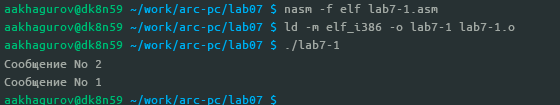 aakhagurov@dk8n59 ~/work/arc-pc/lab07 $ nasm -f elf lab7-1.asm
aakhagurov@dk8n59 ~/work/arc-pc/lab07 $ ld -m elf_i386 -o lab7-1 lab7-1.o
aakhagurov@dk8n59 ~/work/arc-pc/lab07 $ ./lab7-1
Сообщение No 2
Сообщение No 1
aakhagurov@dk8n59 ~/work/arc-pc/lab07 $